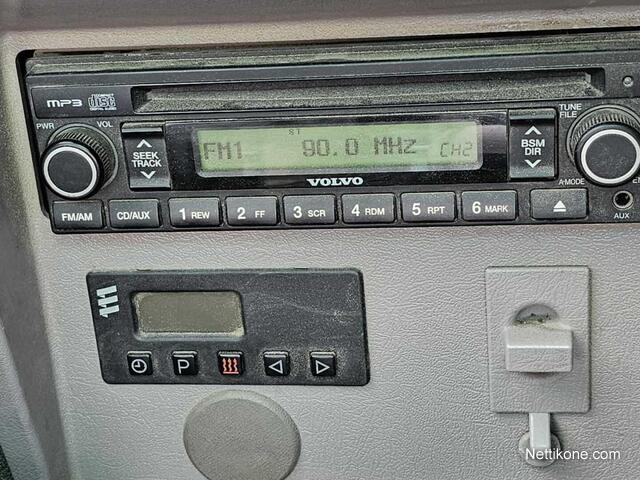 MP3 disc
PWR VOL
SEEK TRACK
ST
FM1 90.0 MHz CH2
VOLVO
BSM DIR
TUNE FILE
A-MODE
FM/AM CD/AUX 1 REW 2 FF 3 SCR 4 RDM 5 RPT 6 MARK
AUX
P
Nettikone.com